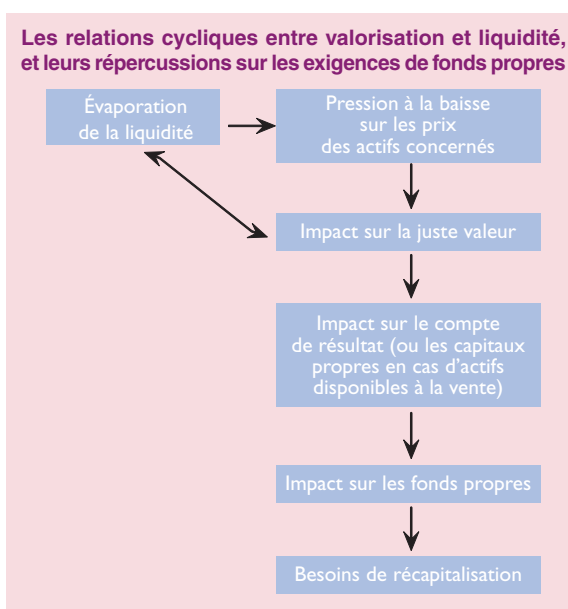 Les relations cycliques entre valorisation et liquidité,
et leurs répercussions sur les exigences de fonds propres
Évaporation
de la liquidité
Pression à la baisse
sur les prix
des actifs concernés
Impact sur la juste valeur
Impact sur le compte
de résultat (ou les capitaux
propres en cas d'actifs
disponibles à la vente)
Impact sur les fonds propres
Besoins de récapitalisation